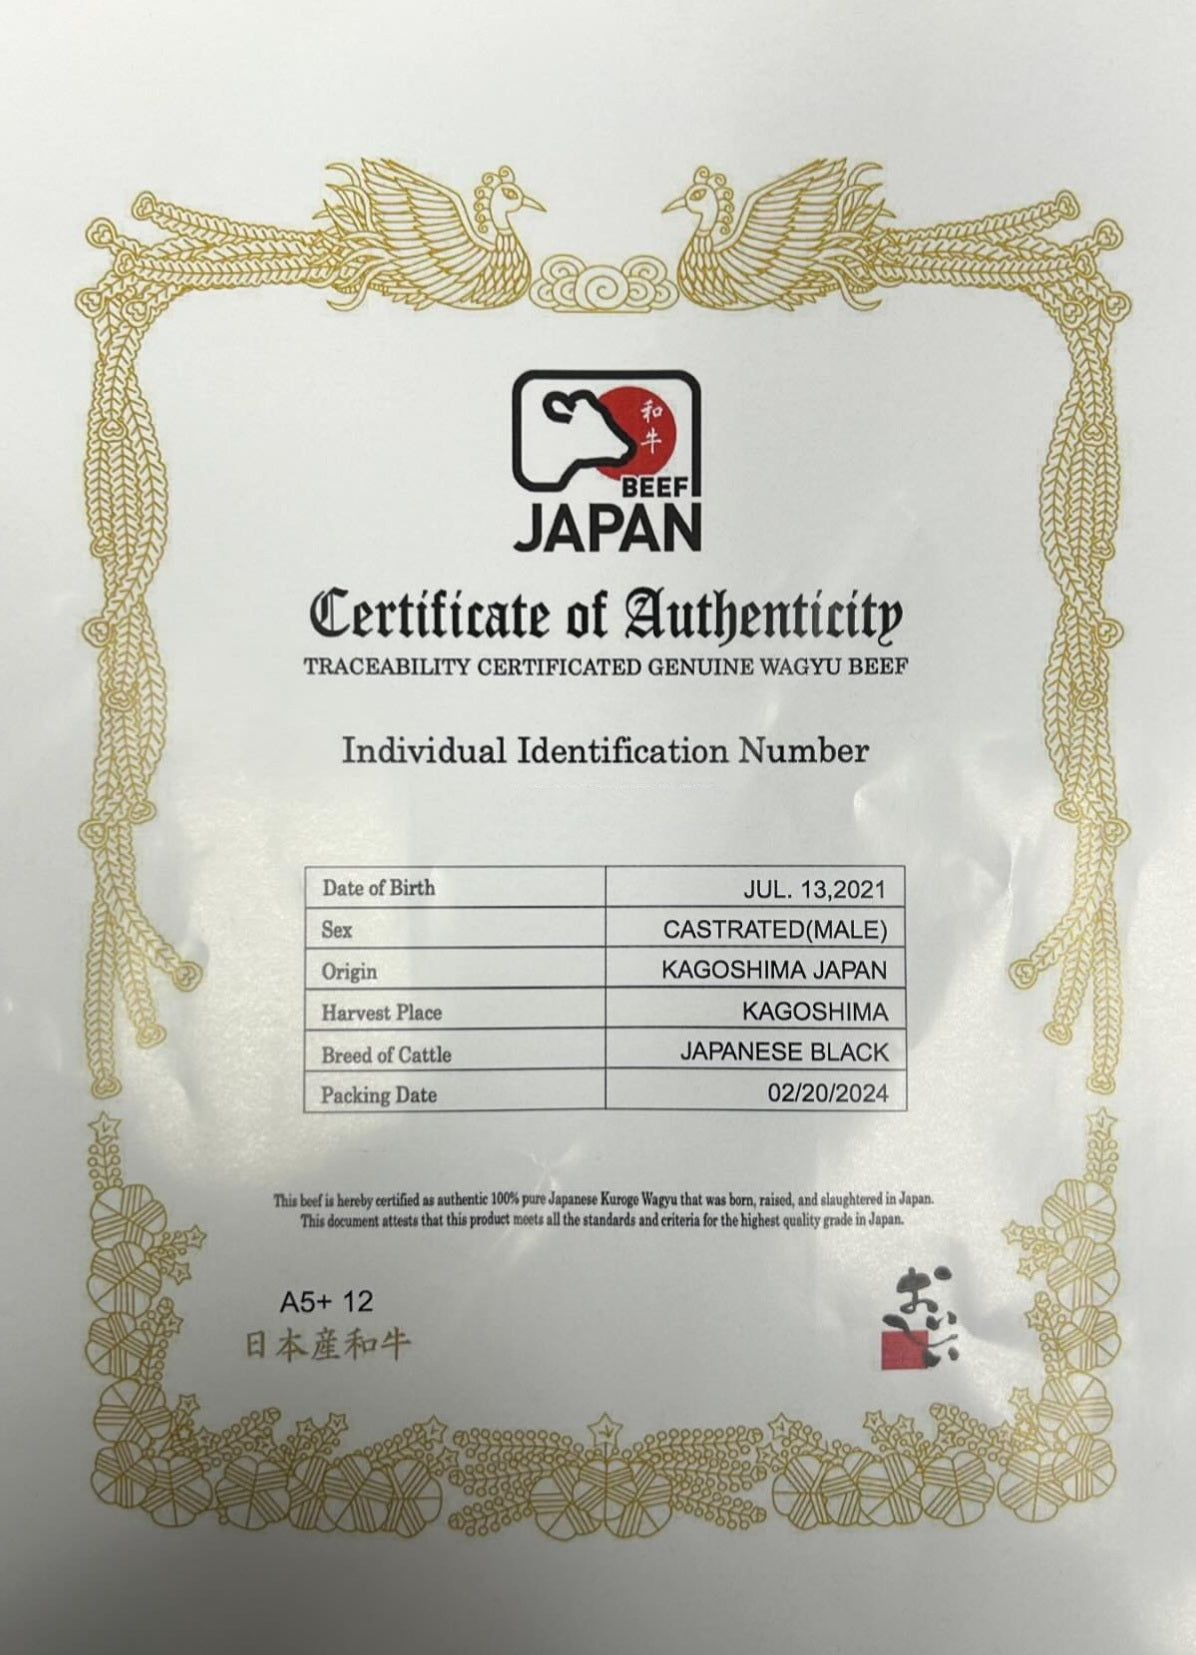 和
牛
BEEF
JAPAN
Certificate of Authenticity
TRACEABILITY CERTIFICATED GENUINE WAGYU BEEF
Individual Identification Number
Date of Birth JUL. 13,2021
Sex CASTRATED(MALE)
Origin KAGOSHIMA JAPAN
Harvest Place KAGOSHIMA
Breed of Cattle JAPANESE BLACK
Packing Date 02/20/2024
This beef is hereby certified as authentic 100% pure Japanese Kuroge Wagyu that was born, raised, and slaughtered in Japan.
This document attests that this product meets all the standards and criteria for the highest quality grade in Japan.
A5+ 12
日本産和牛